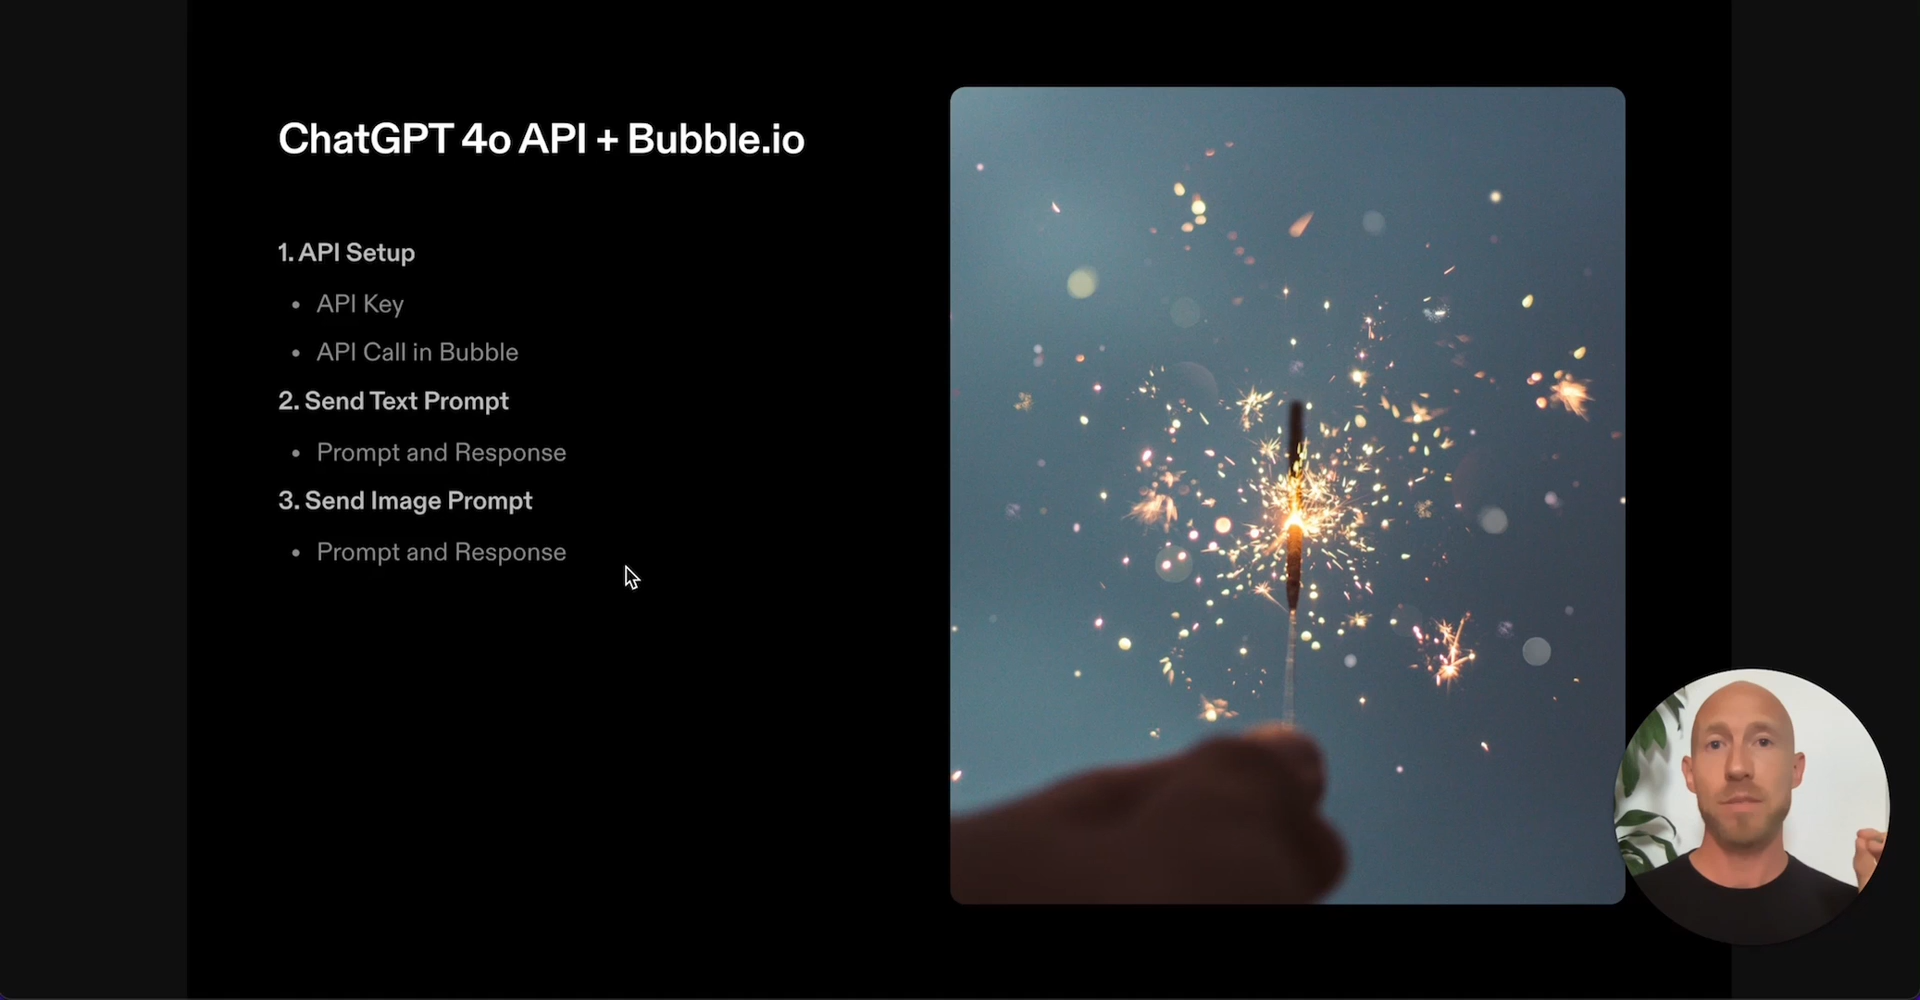 ChatGPT 4o API + Bubble.io
1. API Setup
• API Key
• API Call in Bubble
2. Send Text Prompt
• Prompt and Response
3. Send Image Prompt
• Prompt and Response